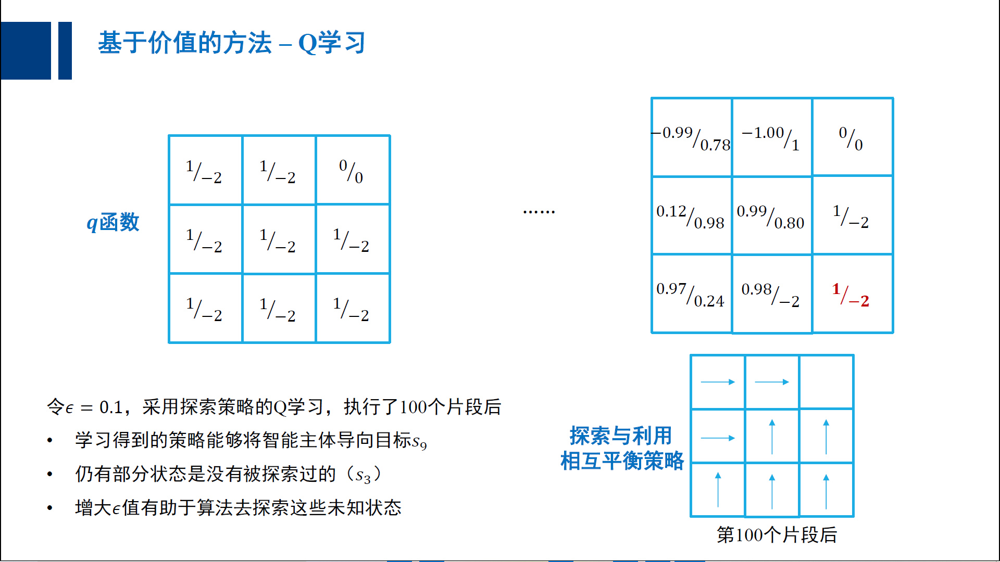 基于价值的方法 – Q学习
q函数
1/−2 1/−2 0/0
1/−2 1/−2 1/−2
1/−2 1/−2 1/−2
……
−0.99/0.78 −1.00/1 0/0
0.12/0.98 0.99/0.80 1/−2
0.97/0.24 0.98/−2 1/−2
令ϵ = 0.1，采用探索策略的Q学习，执行了100个片段后
• 学习得到的策略能够将智能主体导向目标s₉
• 仍有部分状态是没有被探索过的（s₃）
• 增大ϵ值有助于算法去探索这些未知状态
探索与利用
相互平衡策略
第100个片段后